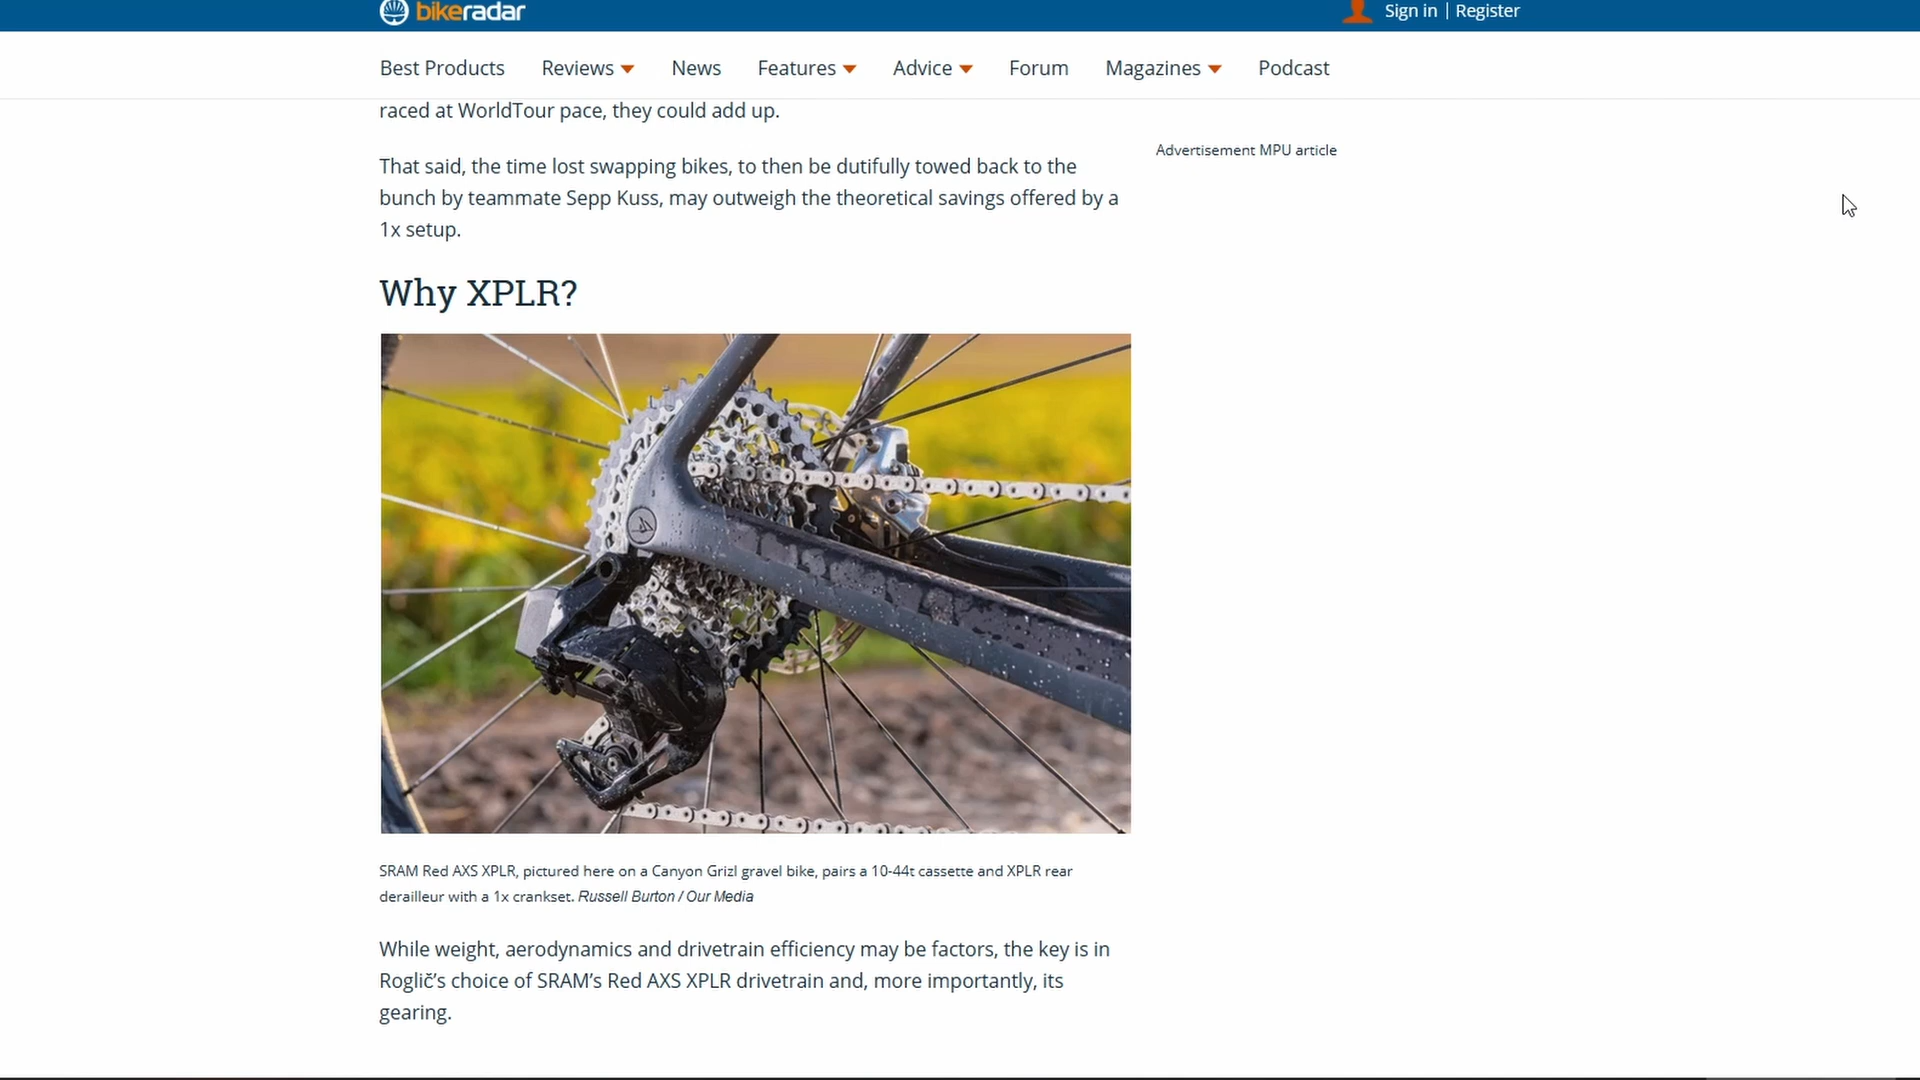 bikeradar
Sign in | Register
Best Products Reviews News Features Advice Forum Magazines Podcast
raced at WorldTour pace, they could add up.
Advertisement MPU article
That said, the time lost swapping bikes, to then be dutifully towed back to the
bunch by teammate Sepp Kuss, may outweigh the theoretical savings offered by a
1x setup.
Why XPLR?
SRAM Red AXS XPLR, pictured here on a Canyon Grizl gravel bike, pairs a 10-44t cassette and XPLR rear
derailleur with a 1x crankset. Russell Burton / Our Media
While weight, aerodynamics and drivetrain efficiency may be factors, the key is in
Roglič’s choice of SRAM’s Red AXS XPLR drivetrain and, more importantly, its
gearing.